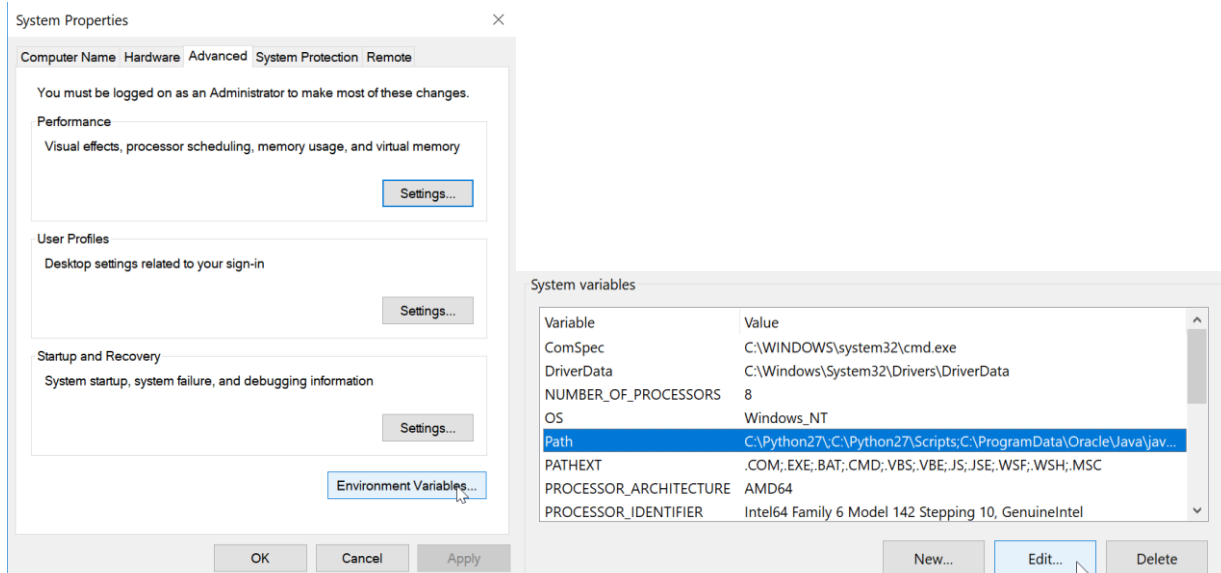 System Properties
Computer Name Hardware Advanced System Protection Remote
You must be logged on as an Administrator to make most of these changes.
Performance
Visual effects, processor scheduling, memory usage, and virtual memory
Settings...
User Profiles
Desktop settings related to your sign-in
Settings...
Startup and Recovery
System startup, system failure, and debugging information
Settings...
Environment Variables...
OK Cancel Apply
System variables
Variable Value
ComSpec C:\WINDOWS\system32\cmd.exe
DriverData C:\Windows\System32\Drivers\DriverData
NUMBER_OF_PROCESSORS 8
OS Windows_NT
Path C:\Python27\;C:\Python27\Scripts;C:\ProgramData\Oracle\Java\jav...
PATHEXT .COM;.EXE;.BAT;.CMD;.VBS;.VBE;.JS;.JSE;.WSF;.WSH;.MSC
PROCESSOR_ARCHITECTURE AMD64
PROCESSOR_IDENTIFIER Intel64 Family 6 Model 142 Stepping 10, GenuineIntel
New... Edit... Delete